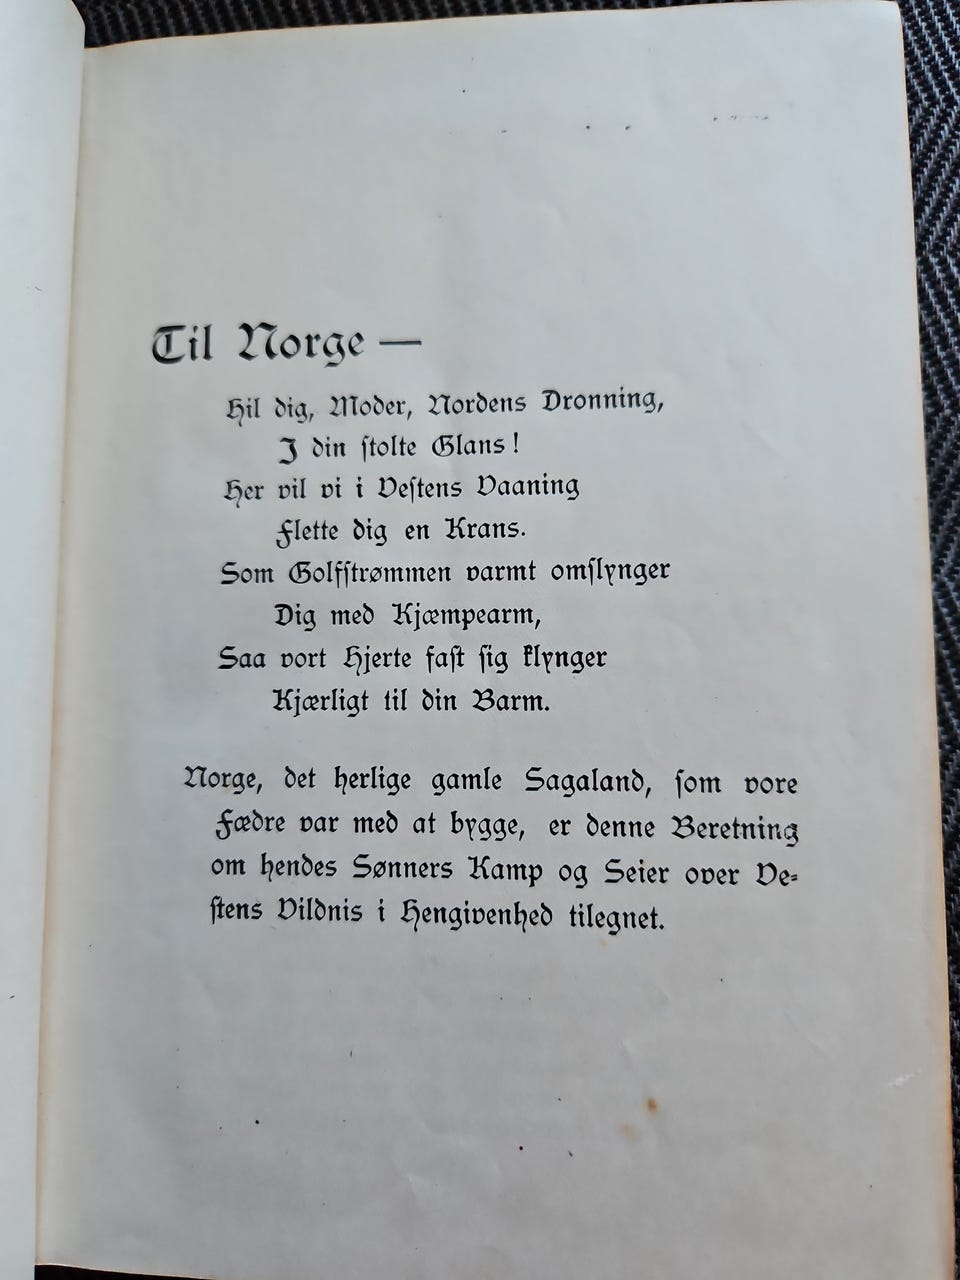 Til Norge —
Hil dig, Moder, Nordens Dronning,
I din ſtolte Glans!
Her vil vi i Veſtens Vaaning
Flette dig en Krans.
Som Golfſtrømmen varmt omſlynger
Dig med Kjæmpearm,
Saa vort Hjerte faſt ſig klynger
Kjærligt til din Barm.
Norge, det herlige gamle Sagaland, ſom vore
Fædre var med at bygge, er denne Beretning
om hendes Sønners Kamp og Seier over Ve⸗
ſtens Vildnis i Hengivenhed tilegnet.